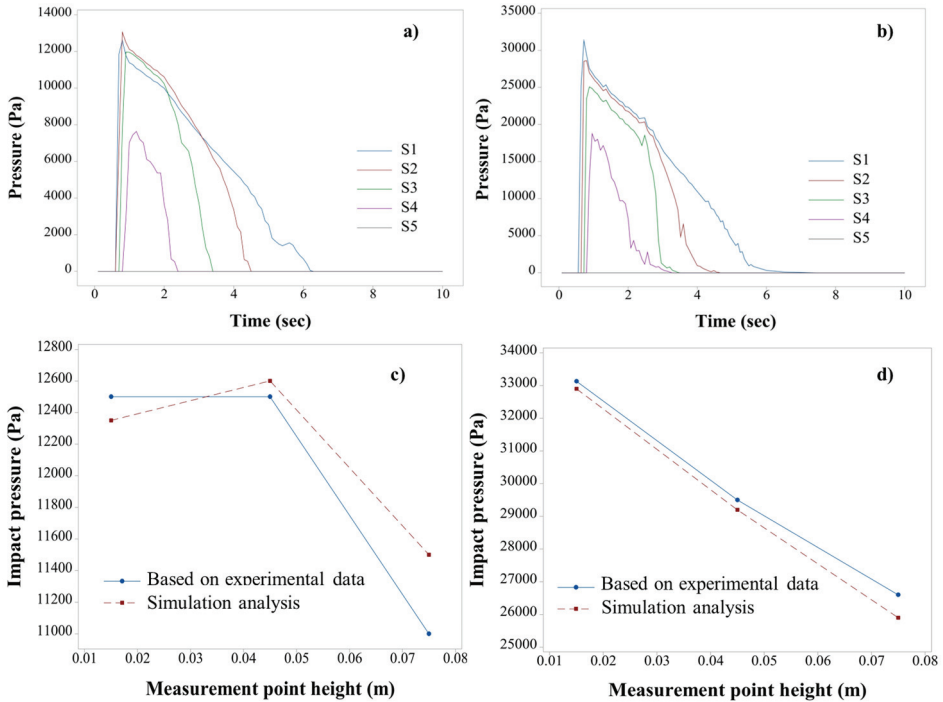 a)
14000
12000
10000
8000
6000
4000
2000
0
Pressure (Pa)
S1
S2
S3
S4
S5
0 2 4 6 8 10
Time (sec)
b)
35000
30000
25000
20000
15000
10000
5000
0
Pressure (Pa)
S1
S2
S3
S4
S5
0 2 4 6 8 10
Time (sec)
c)
12800
12600
12400
12200
12000
11800
11600
11400
11200
11000
Impact pressure (Pa)
Based on experimental data
Simulation analysis
0.01 0.02 0.03 0.04 0.05 0.06 0.07 0.08
Measurement point height (m)
d)
34000
33000
32000
31000
30000
29000
28000
27000
26000
25000
Impact pressure (Pa)
Based on experimental data
Simulation analysis
0.01 0.02 0.03 0.04 0.05 0.06 0.07 0.08
Measurement point height (m)